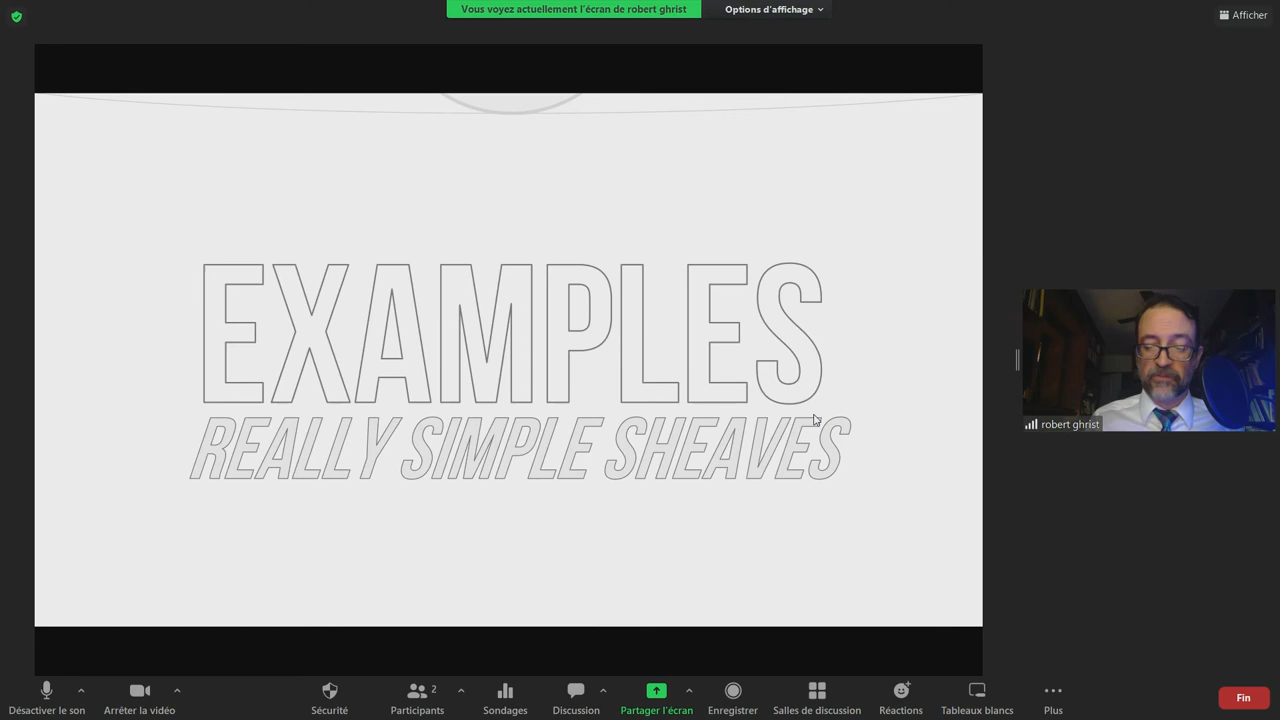 Vous voyez actuellement l'écran de robert ghrist
Options d'affichage
Afficher
EXAMPLES
REALLY SIMPLE SHEAVES
robert ghrist
Désactiver le son
Arrêter la vidéo
Sécurité
Participants
2
Sondages
Discussion
Partager l'écran
Enregistrer
Salles de discussion
Réactions
Tableaux blancs
Plus
Fin